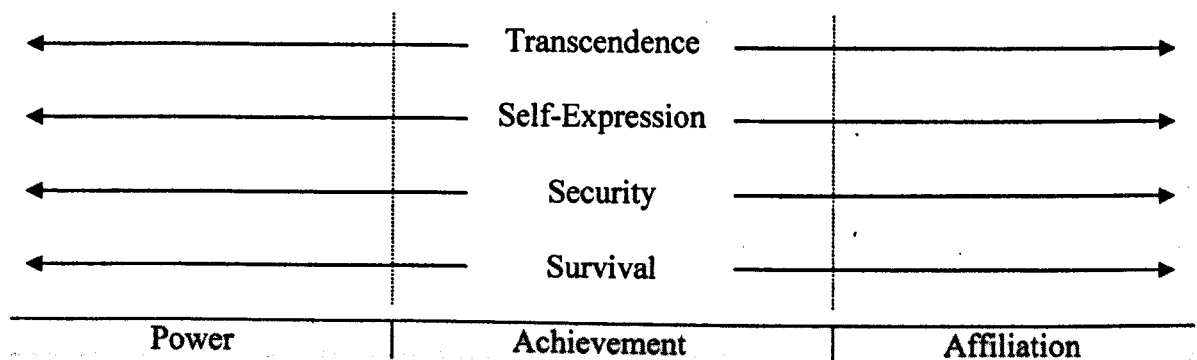 Transcendence
Self-Expression
Security
Survival
Power Achievement Affiliation